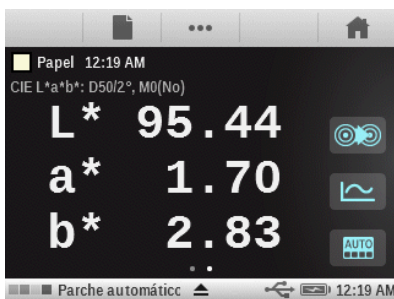 Papel 12:19 AM
CIE L*a*b*: D50/2°, M0(No)
L* 95.44
a* 1.70
b* 2.83
AUTO
Parche automátic 12:19 AM